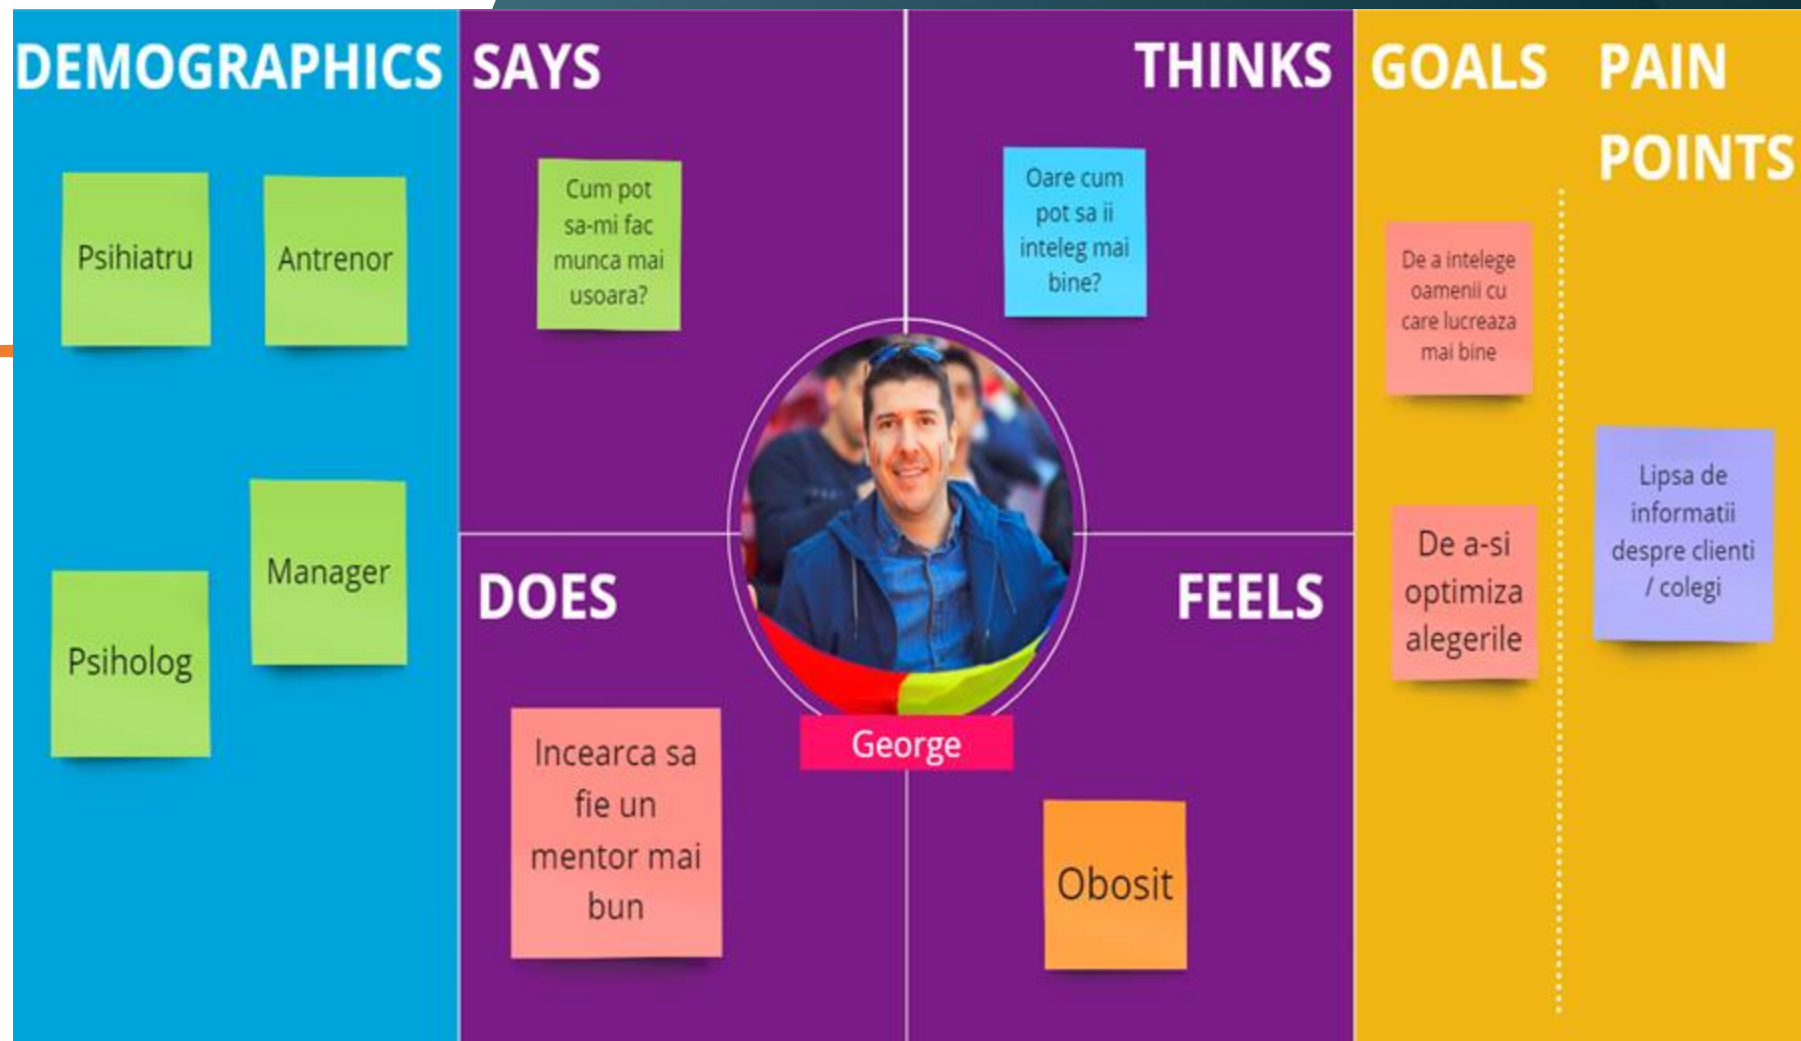 DEMOGRAPHICS
Psihiatru
Antrenor
Manager
Psiholog
SAYS
Cum pot
sa-mi fac
munca mai
usoara?
THINKS
Oare cum
pot sa ii
inteleg mai
bine?
DOES
Incearca sa
fie un
mentor mai
bun
FEELS
Obosit
George
GOALS
De a intelege
oamenii cu
care lucreaza
mai bine
De a-si
optimiza
alegerile
PAIN
POINTS
Lipsa de
informatii
despre clienti
/ colegi